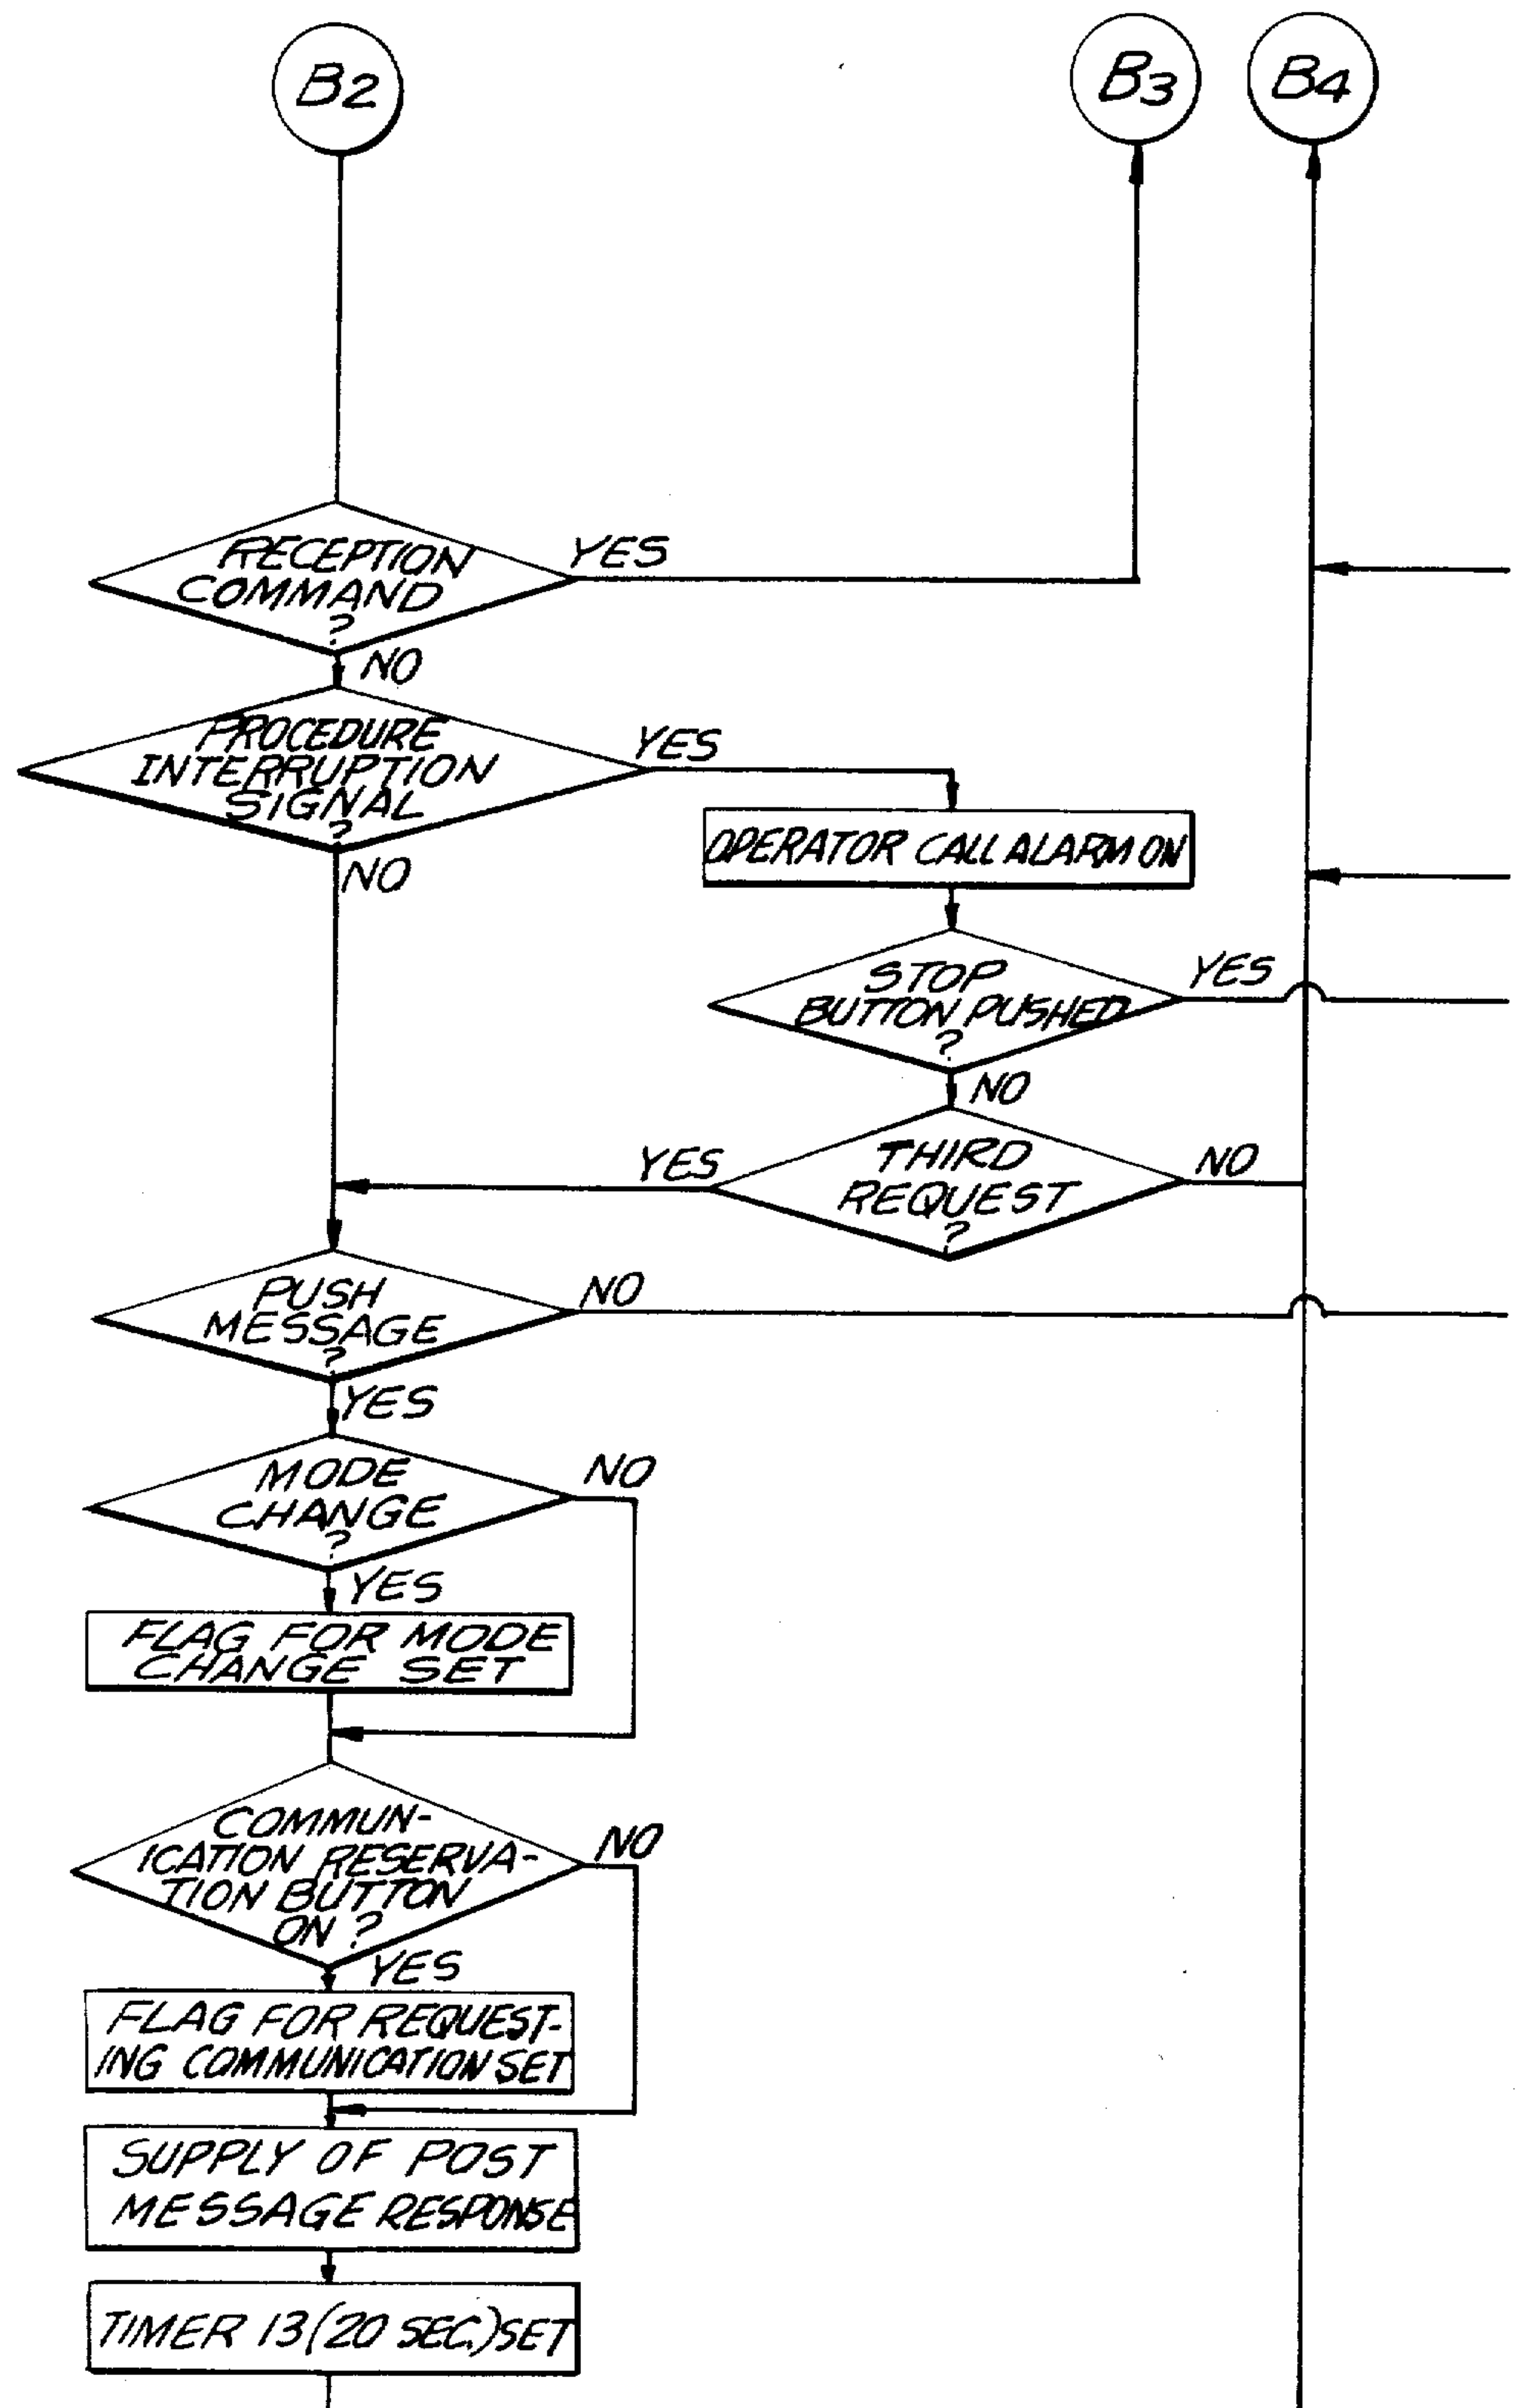 B2
B3
B4
RECEPTION
COMMAND
?
YES
NO
PROCEDURE
INTERRUPTION
SIGNAL
?
YES
NO
OPERATOR CALL ALARM ON
STOP
BUTTON PUSHED
?
YES
NO
THIRD
REQUEST
?
YES
NO
PUSH
MESSAGE
?
NO
YES
MODE
CHANGE
?
NO
YES
FLAG FOR MODE
CHANGE SET
COMMUN-
ICATION RESERVA-
TION BUTTON
ON ?
NO
YES
FLAG FOR REQUEST-
ING COMMUNICATION SET
SUPPLY OF POST
MESSAGE RESPONSE
TIMER 13 (20 SEC.) SET